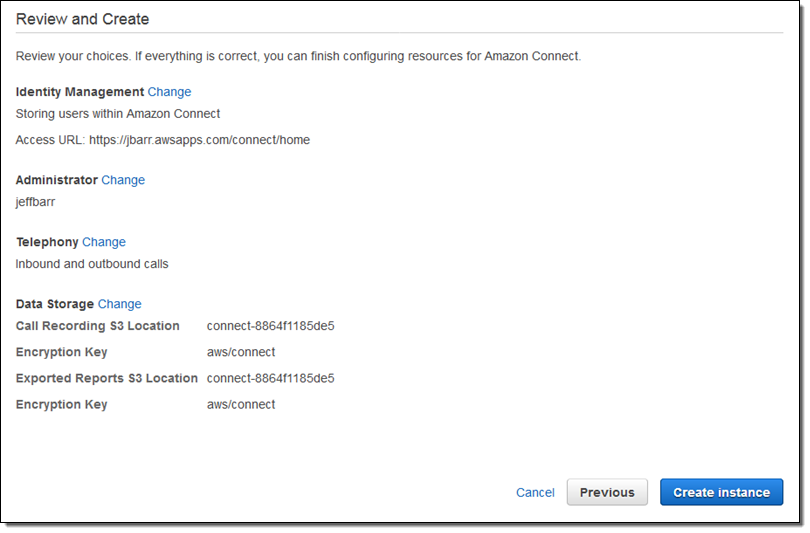 Review and Create
Review your choices. If everything is correct, you can finish configuring resources for Amazon Connect.
Identity Management Change
Storing users within Amazon Connect
Access URL: https://jbarr.awsapps.com/connect/home
Administrator Change
jeffbarr
Telephony Change
Inbound and outbound calls
Data Storage Change
Call Recording S3 Location connect-8864f1185de5
Encryption Key aws/connect
Exported Reports S3 Location connect-8864f1185de5
Encryption Key aws/connect
Cancel Previous Create instance